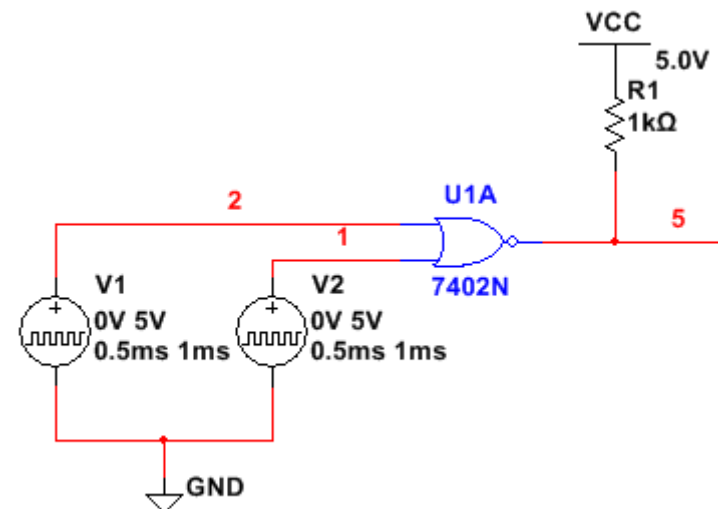 VCC
5.0V
R1
1kΩ
U1A
2
1
5
7402N
V1
0V 5V
0.5ms 1ms
V2
0V 5V
0.5ms 1ms
GND